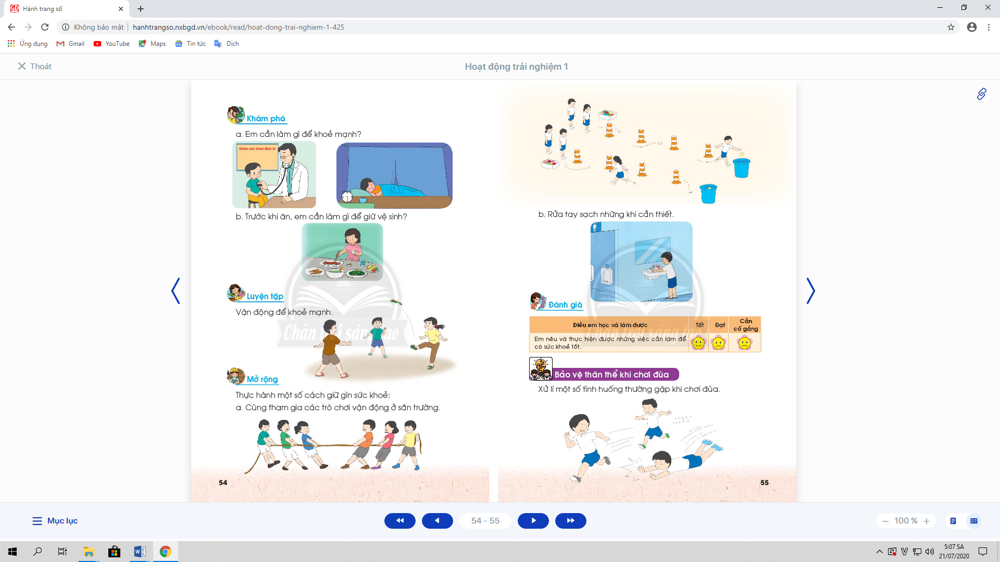 Hành trang số
Không bảo mật
hanhtrangso.nxbgd.vn/ebook/read/hoat-dong-trai-nghiem-1-425
Ứng dụng
Gmail
YouTube
Maps
Tin tức
Dịch
Thoát
Hoạt động trải nghiệm 1
Khám phá
a. Em cần làm gì để khoẻ mạnh?
Khám sức khoẻ định kì
b. Trước khi ăn, em cần làm gì để giữ vệ sinh?
Luyện tập
Vận động để khoẻ mạnh.
Chân trời sáng tạo
Mở rộng
Thực hành một số cách giữ gìn sức khoẻ:
a. Cùng tham gia các trò chơi vận động ở sân trường.
54
b. Rửa tay sạch những khi cần thiết.
Đánh giá
Chân trời sáng tạo
Điều em học và làm được
Tốt
Đạt
Cần
cố gắng
Em nêu và thực hiện được những việc cần làm để
có sức khoẻ tốt.
Bảo vệ thân thể khi chơi đùa
Xử lí một số tình huống thường gặp khi chơi đùa.
55
Mục lục
54 - 55
100 %
5:07 SA
21/07/2020